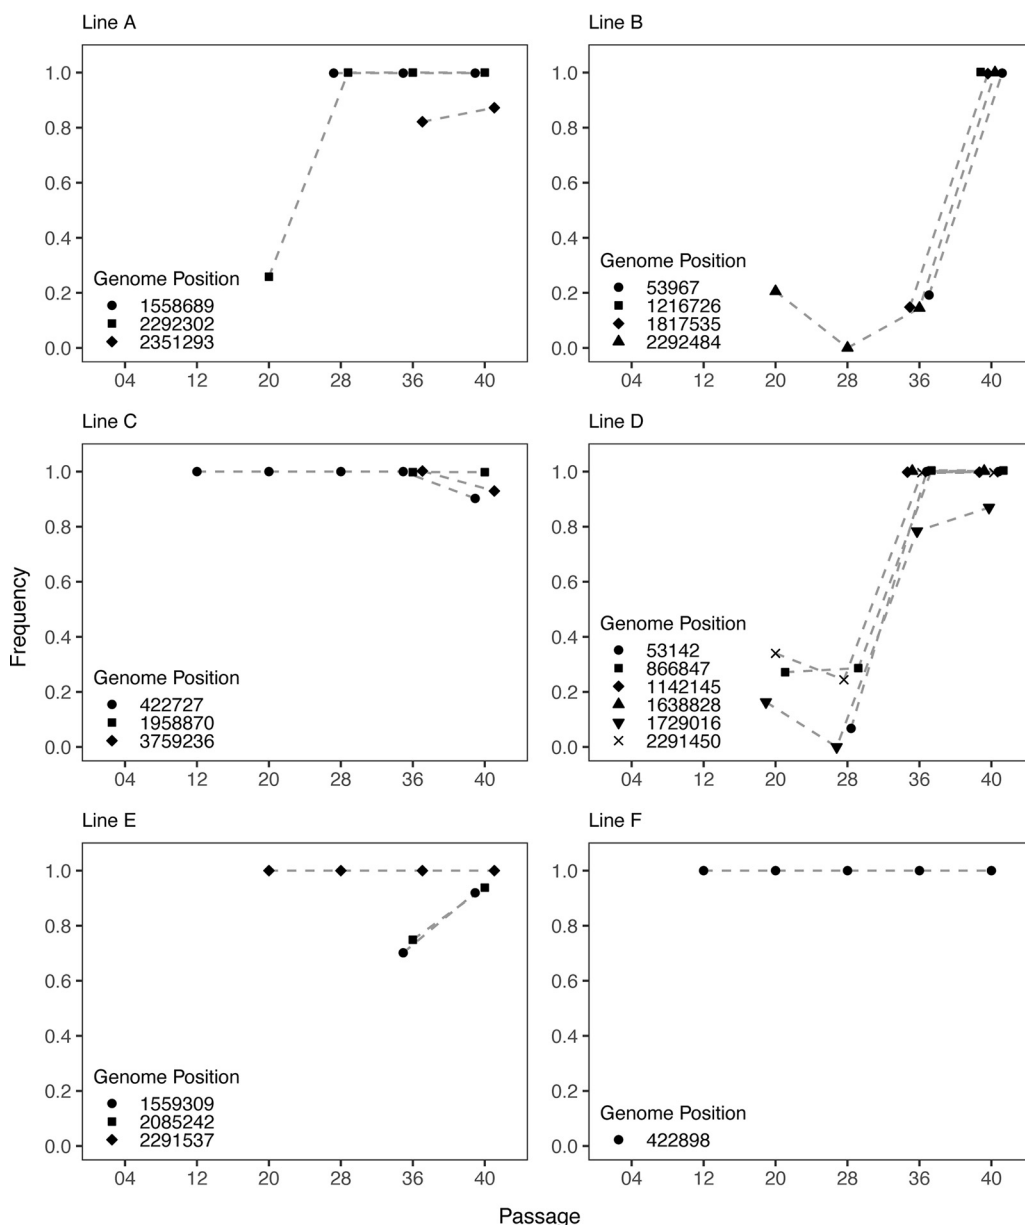 Line A
1.0
0.8
0.6
0.4
0.2
0.0
Genome Position
1558689
2292302
2351293
04 12 20 28 36 40
Line B
1.0
0.8
0.6
0.4
0.2
0.0
Genome Position
53967
1216726
1817535
2292484
04 12 20 28 36 40
Line C
1.0
0.8
0.6
0.4
0.2
0.0
Genome Position
422727
1958870
3759236
04 12 20 28 36 40
Line D
1.0
0.8
0.6
0.4
0.2
0.0
Genome Position
53142
866847
1142145
1638828
1729016
2291450
04 12 20 28 36 40
Frequency
Line E
1.0
0.8
0.6
0.4
0.2
0.0
Genome Position
1559309
2085242
2291537
04 12 20 28 36 40
Line F
1.0
0.8
0.6
0.4
0.2
0.0
Genome Position
422898
04 12 20 28 36 40
Passage